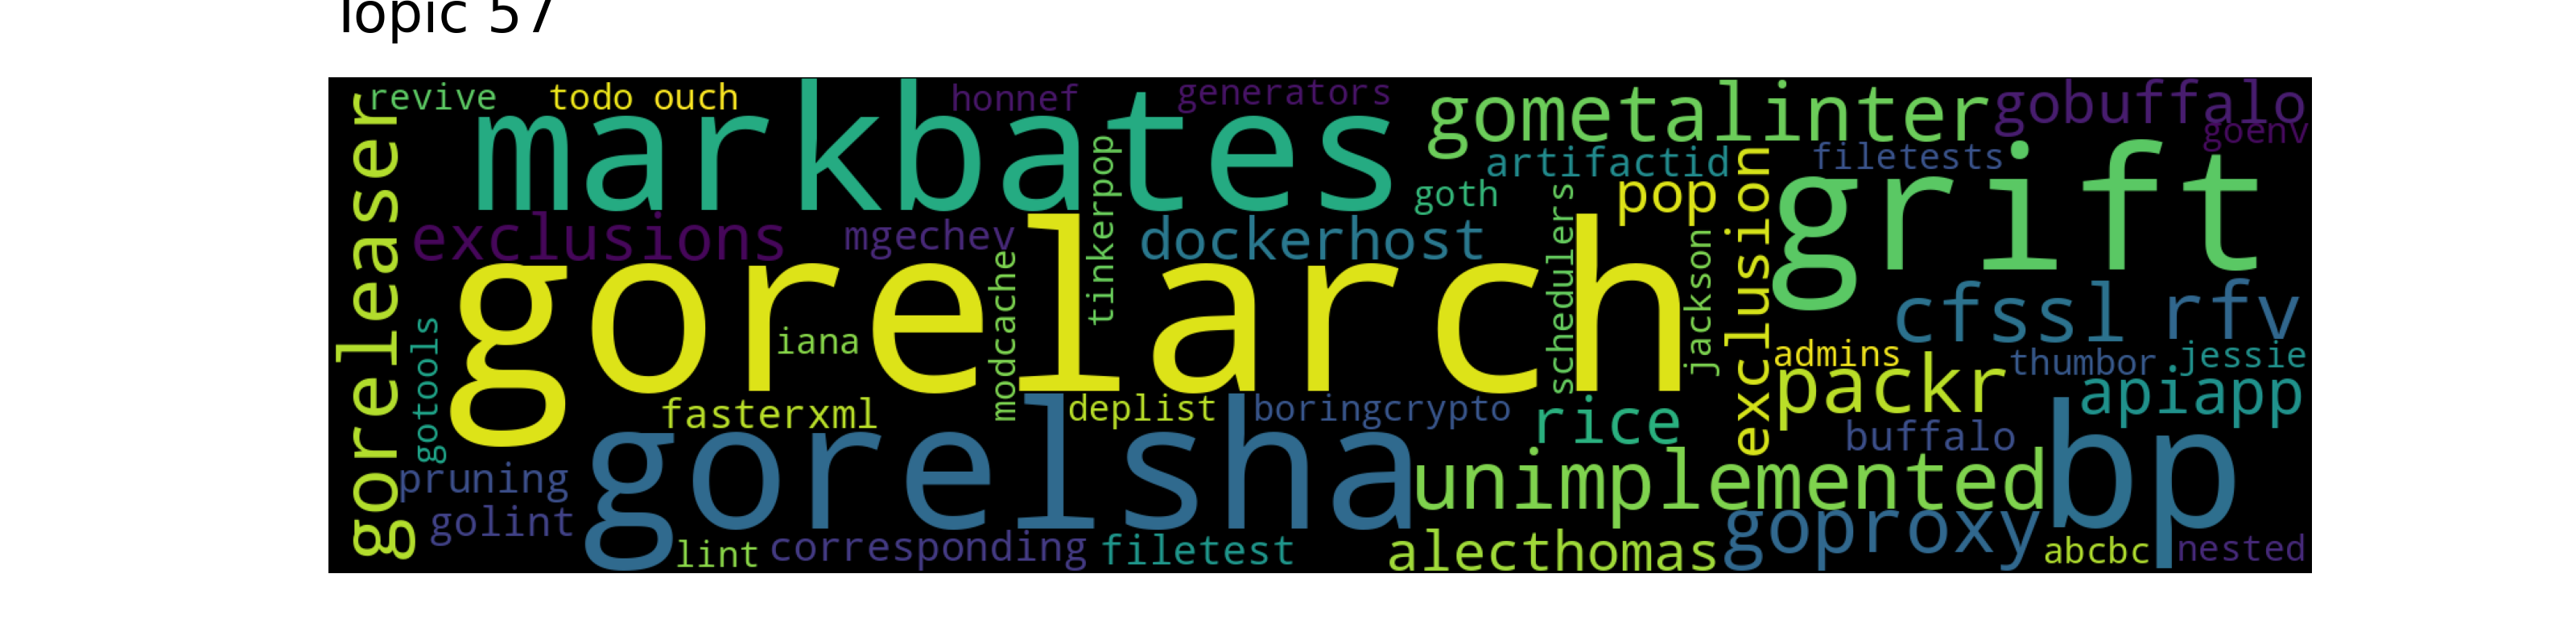 Topic 57
revive todo ouch honnef generators gometalinter gobuffalo
goenv
markbates artifactid filetests
goreleaser tinkerpop goth pop grift
exclusions mgechev dockerhost schedulers exclusion
gorelarch modcache jackson cfssl rfv
gotools iana admins thumbor jessie
fasterxml deplist boringcrypto rice packr apiapp
buffalo
pruning gorelsha unimplemented bp
golint goproxy
lint corresponding filetest alecthomas abcbc nested